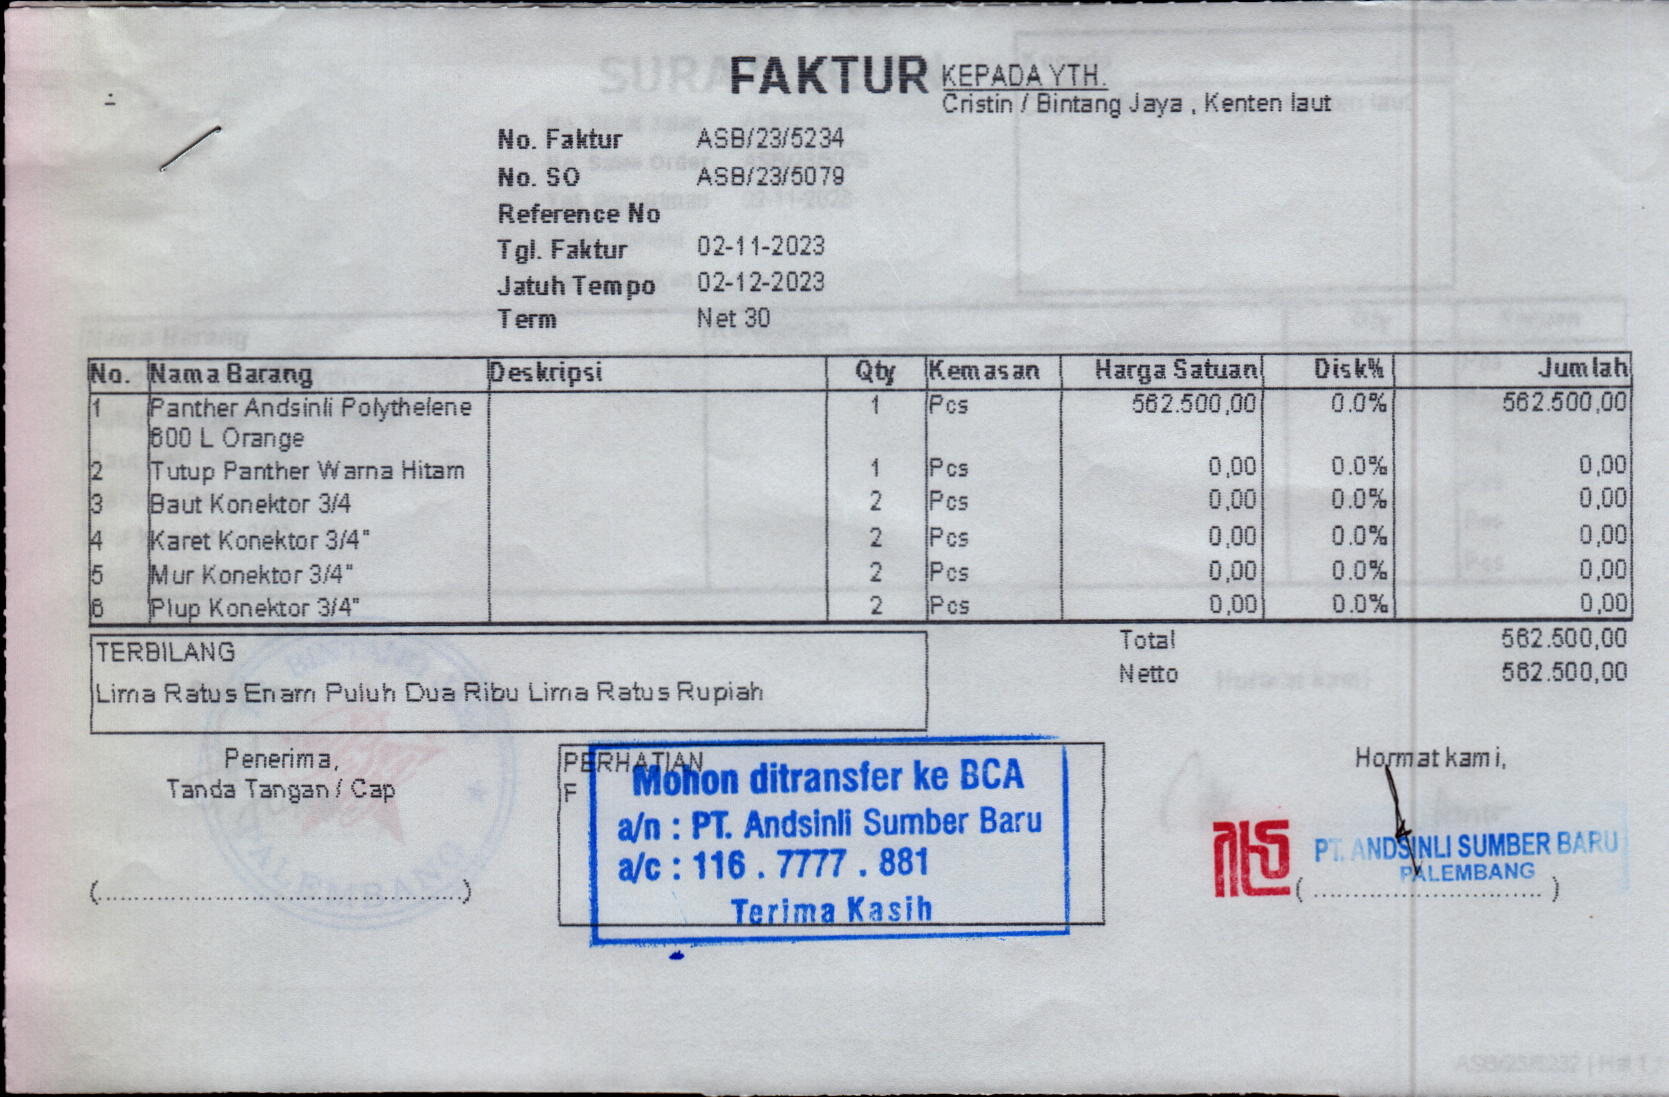 FAKTUR
KEPADA YTH.
Cristin / Bintang Jaya , Kenten laut
No. Faktur ASB/23/5234
No. SO ASB/23/5079
Reference No
Tgl. Faktur 02-11-2023
Jatuh Tempo 02-12-2023
Term Net 30
No. Nama Barang Deskripsi Qty Kemasan Harga Satuan Disk% Jumlah
1 Panther Andsinli Polythelene 1 Pcs 562.500,00 0.0% 562.500,00
600 L Orange
2 Tutup Panther Warna Hitam 1 Pcs 0,00 0.0% 0,00
3 Baut Konektor 3/4 2 Pcs 0,00 0.0% 0,00
4 Karet Konektor 3/4" 2 Pcs 0,00 0.0% 0,00
5 Mur Konektor 3/4" 2 Pcs 0,00 0.0% 0,00
6 Plup Konektor 3/4" 2 Pcs 0,00 0.0% 0,00
Total 562.500,00
Netto 562.500,00
TERBILANG
Lima Ratus Enam Puluh Dua Ribu Lima Ratus Rupiah
Penerima,
Tanda Tangan / Cap
(..........................................)
BINTANG
PALEMBANG
PERHATIAN
F
Mohon ditransfer ke BCA
a/n : PT. Andsinli Sumber Baru
a/c : 116 . 7777 . 881
Terima Kasih
Hormat kami,
PT. ANDSINLI SUMBER BARU
PALEMBANG
(............................)